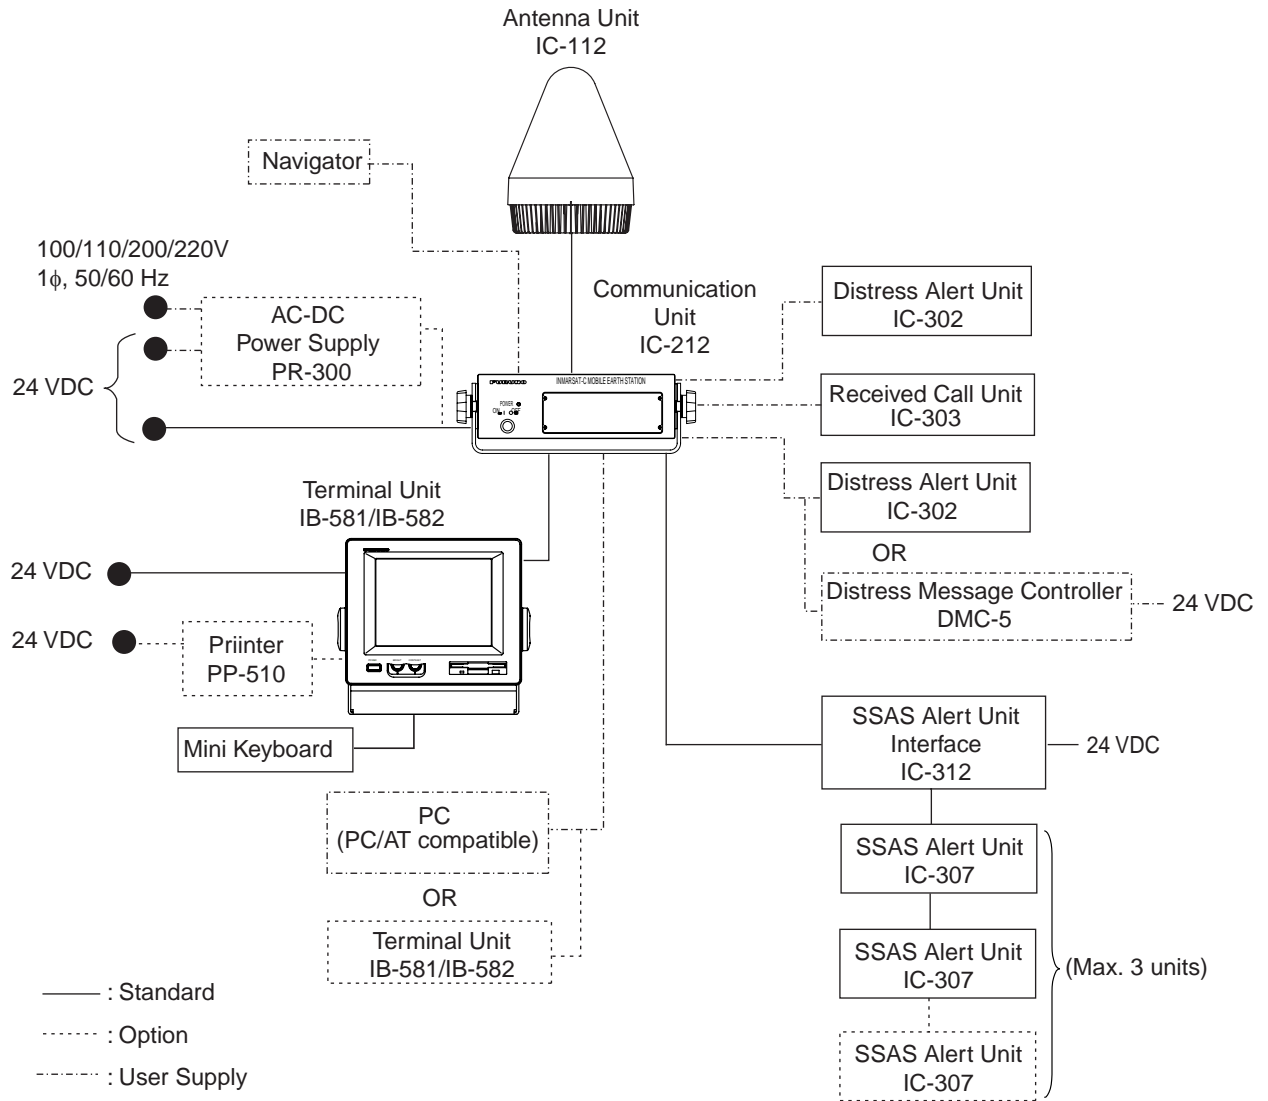 Antenna Unit
IC-112
Navigator
100/110/200/220V
1ϕ, 50/60 Hz
AC-DC
Power Supply
PR-300
24 VDC
Communication
Unit
IC-212
FURUNO
INMARSAT-C MOBILE EARTH STATION
POWER
ON
OFF
Distress Alert Unit
IC-302
Received Call Unit
IC-303
Distress Alert Unit
IC-302
OR
Distress Message Controller
DMC-5
24 VDC
Terminal Unit
IB-581/IB-582
24 VDC
24 VDC
Priinter
PP-510
Mini Keyboard
SSAS Alert Unit
Interface
IC-312
24 VDC
PC
(PC/AT compatible)
OR
Terminal Unit
IB-581/IB-582
SSAS Alert Unit
IC-307
SSAS Alert Unit
IC-307
(Max. 3 units)
SSAS Alert Unit
IC-307
: Standard
: Option
: User Supply